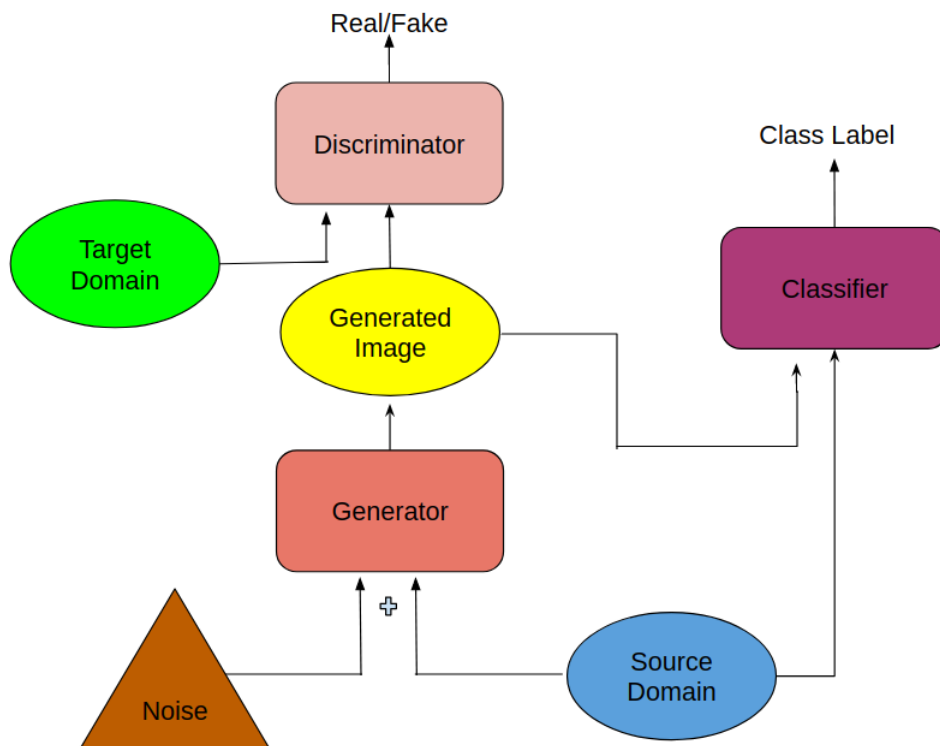 Real/Fake
Discriminator
Class Label
Target
Domain
Classifier
Generated
Image
Generator
Source
Domain
Noise